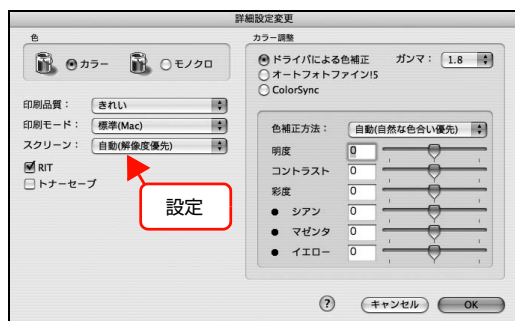 詳細設定変更
色
カラー
モノクロ
印刷品質： きれい
印刷モード： 標準(Mac)
スクリーン： 自動(解像度優先)
RIT
トナーセーブ
設定
カラー調整
ドライバによる色補正 ガンマ： 1.8
オートフォトファイン!5
ColorSync
色補正方法： 自動(自然な色合い優先)
明度 0
コントラスト 0
彩度 0
● シアン 0
● マゼンタ 0
● イエロー 0
? キャンセル OK